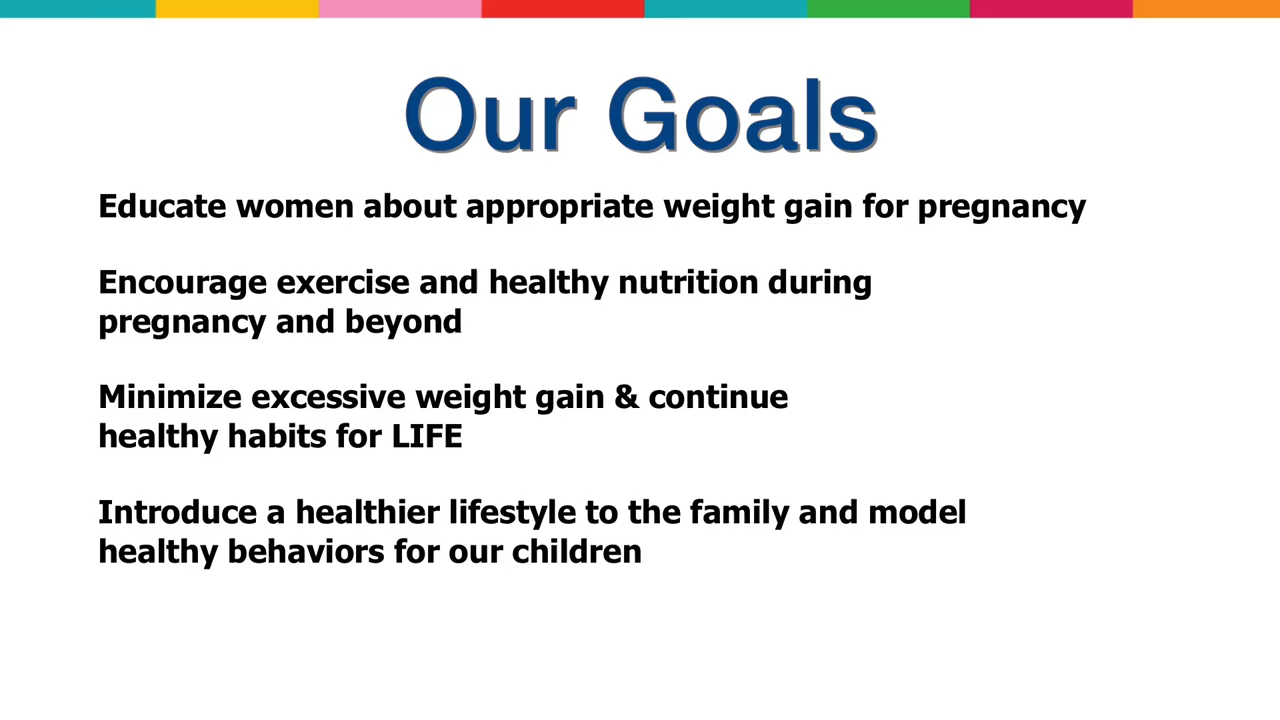 Our Goals
Educate women about appropriate weight gain for pregnancy
Encourage exercise and healthy nutrition during
pregnancy and beyond
Minimize excessive weight gain & continue
healthy habits for LIFE
Introduce a healthier lifestyle to the family and model
healthy behaviors for our children